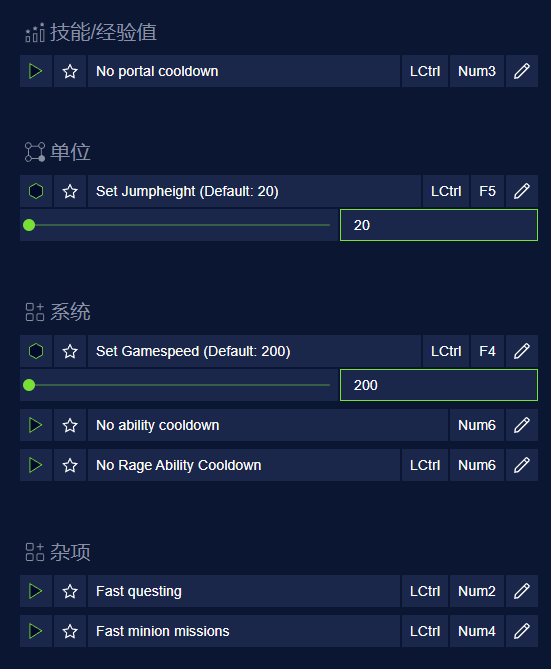 技能/经验值
No portal cooldown LCtrl Num3
单位
Set Jumpheight (Default: 20) LCtrl F5
20
系统
Set Gamespeed (Default: 200) LCtrl F4
200
No ability cooldown Num6
No Rage Ability Cooldown LCtrl Num6
杂项
Fast questing LCtrl Num2
Fast minion missions LCtrl Num4